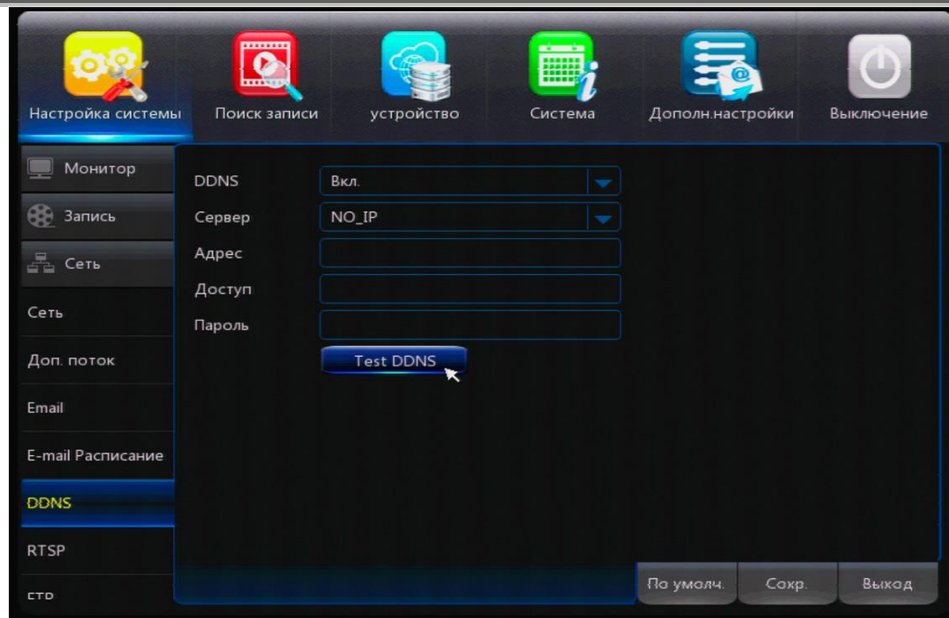 Настройка системы
Поиск записи
устройство
Система
Дополн.настройки
Выключение
Монитор
Запись
Сеть
Сеть
Доп. поток
Email
E-mail Расписание
DDNS
RTSP
FTP
DDNS
Вкл.
Сервер
NO_IP
Адрес
Доступ
Пароль
Test DDNS
По умолч.
Сохр.
Выход